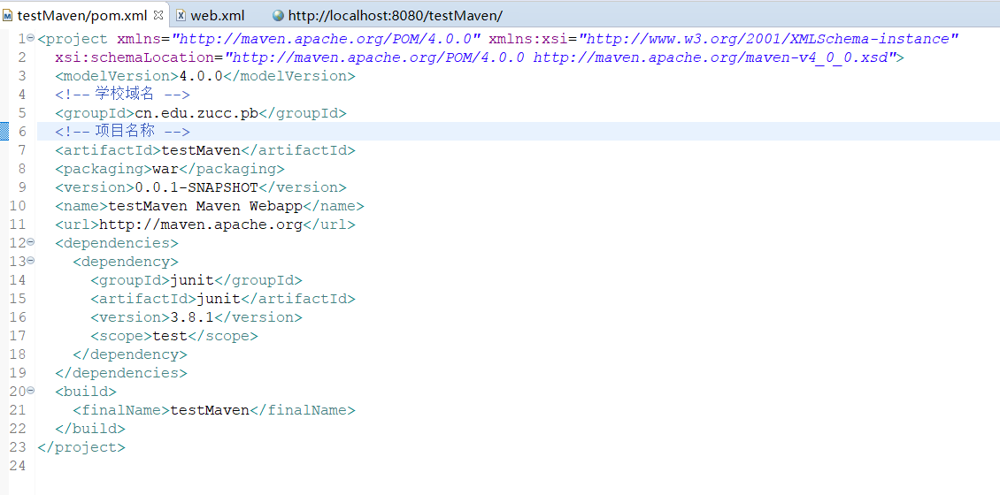 testMaven/pom.xml web.xml http://localhost:8080/testMaven/
1 <project xmlns="http://maven.apache.org/POM/4.0.0" xmlns:xsi="http://www.w3.org/2001/XMLSchema-instance"
2 xsi:schemaLocation="http://maven.apache.org/POM/4.0.0 http://maven.apache.org/maven-v4_0_0.xsd">
3 <modelVersion>4.0.0</modelVersion>
4 <!-- 学校域名 -->
5 <groupId>cn.edu.zucc.pb</groupId>
6 <!-- 项目名称 -->
7 <artifactId>testMaven</artifactId>
8 <packaging>war</packaging>
9 <version>0.0.1-SNAPSHOT</version>
10 <name>testMaven Maven Webapp</name>
11 <url>http://maven.apache.org</url>
12 <dependencies>
13 <dependency>
14 <groupId>junit</groupId>
15 <artifactId>junit</artifactId>
16 <version>3.8.1</version>
17 <scope>test</scope>
18 </dependency>
19 </dependencies>
20 <build>
21 <finalName>testMaven</finalName>
22 </build>
23 </project>
24